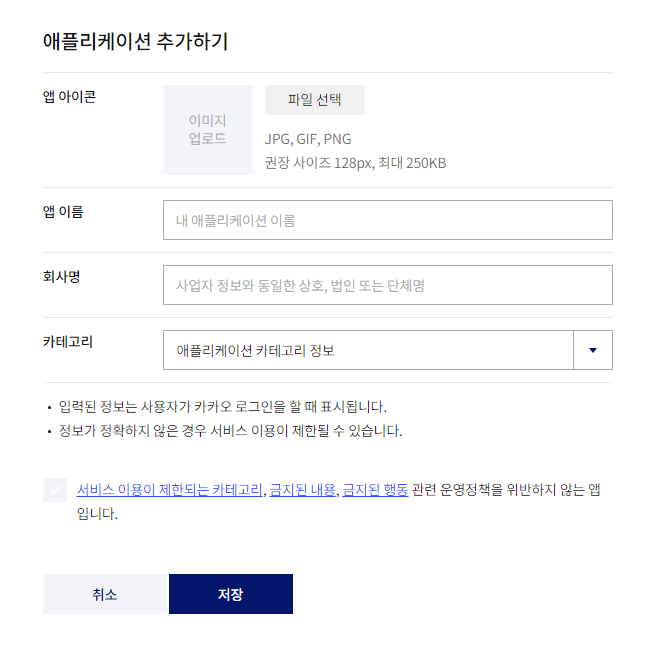 애플리케이션 추가하기
앱 아이콘
이미지
업로드
파일 선택
JPG, GIF, PNG
권장 사이즈 128px, 최대 250KB
앱 이름
내 애플리케이션 이름
회사명
사업자 정보와 동일한 상호, 법인 또는 단체명
카테고리
애플리케이션 카테고리 정보
• 입력된 정보는 사용자가 카카오 로그인을 할 때 표시됩니다.
• 정보가 정확하지 않은 경우 서비스 이용이 제한될 수 있습니다.
서비스 이용이 제한되는 카테고리, 금지된 내용, 금지된 행동 관련 운영정책을 위반하지 않는 앱
입니다.
취소
저장